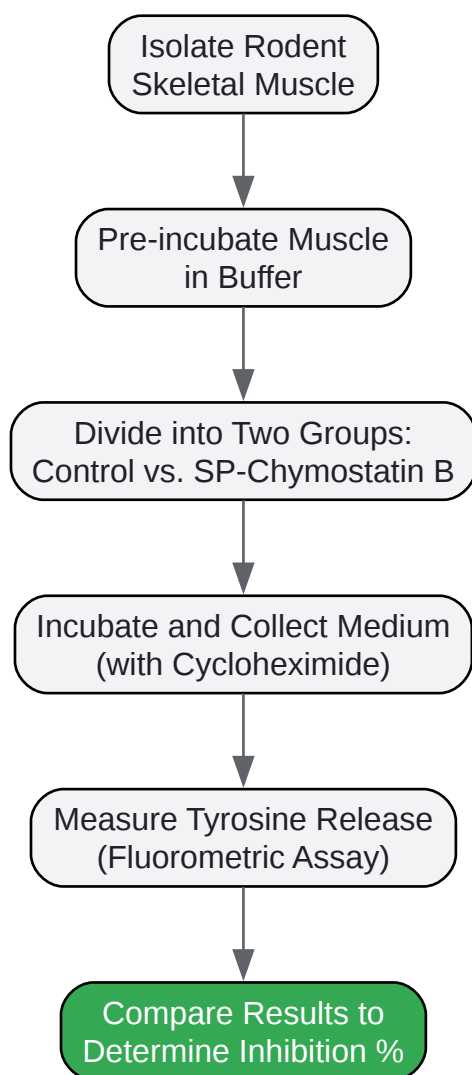 Isolate Rodent
Skeletal Muscle
Pre-incubate Muscle
in Buffer
Divide into Two Groups:
Control vs. SP-Chymostatin B
Incubate and Collect Medium
(with Cycloheximide)
Measure Tyrosine Release
(Fluorometric Assay)
Compare Results to
Determine Inhibition %